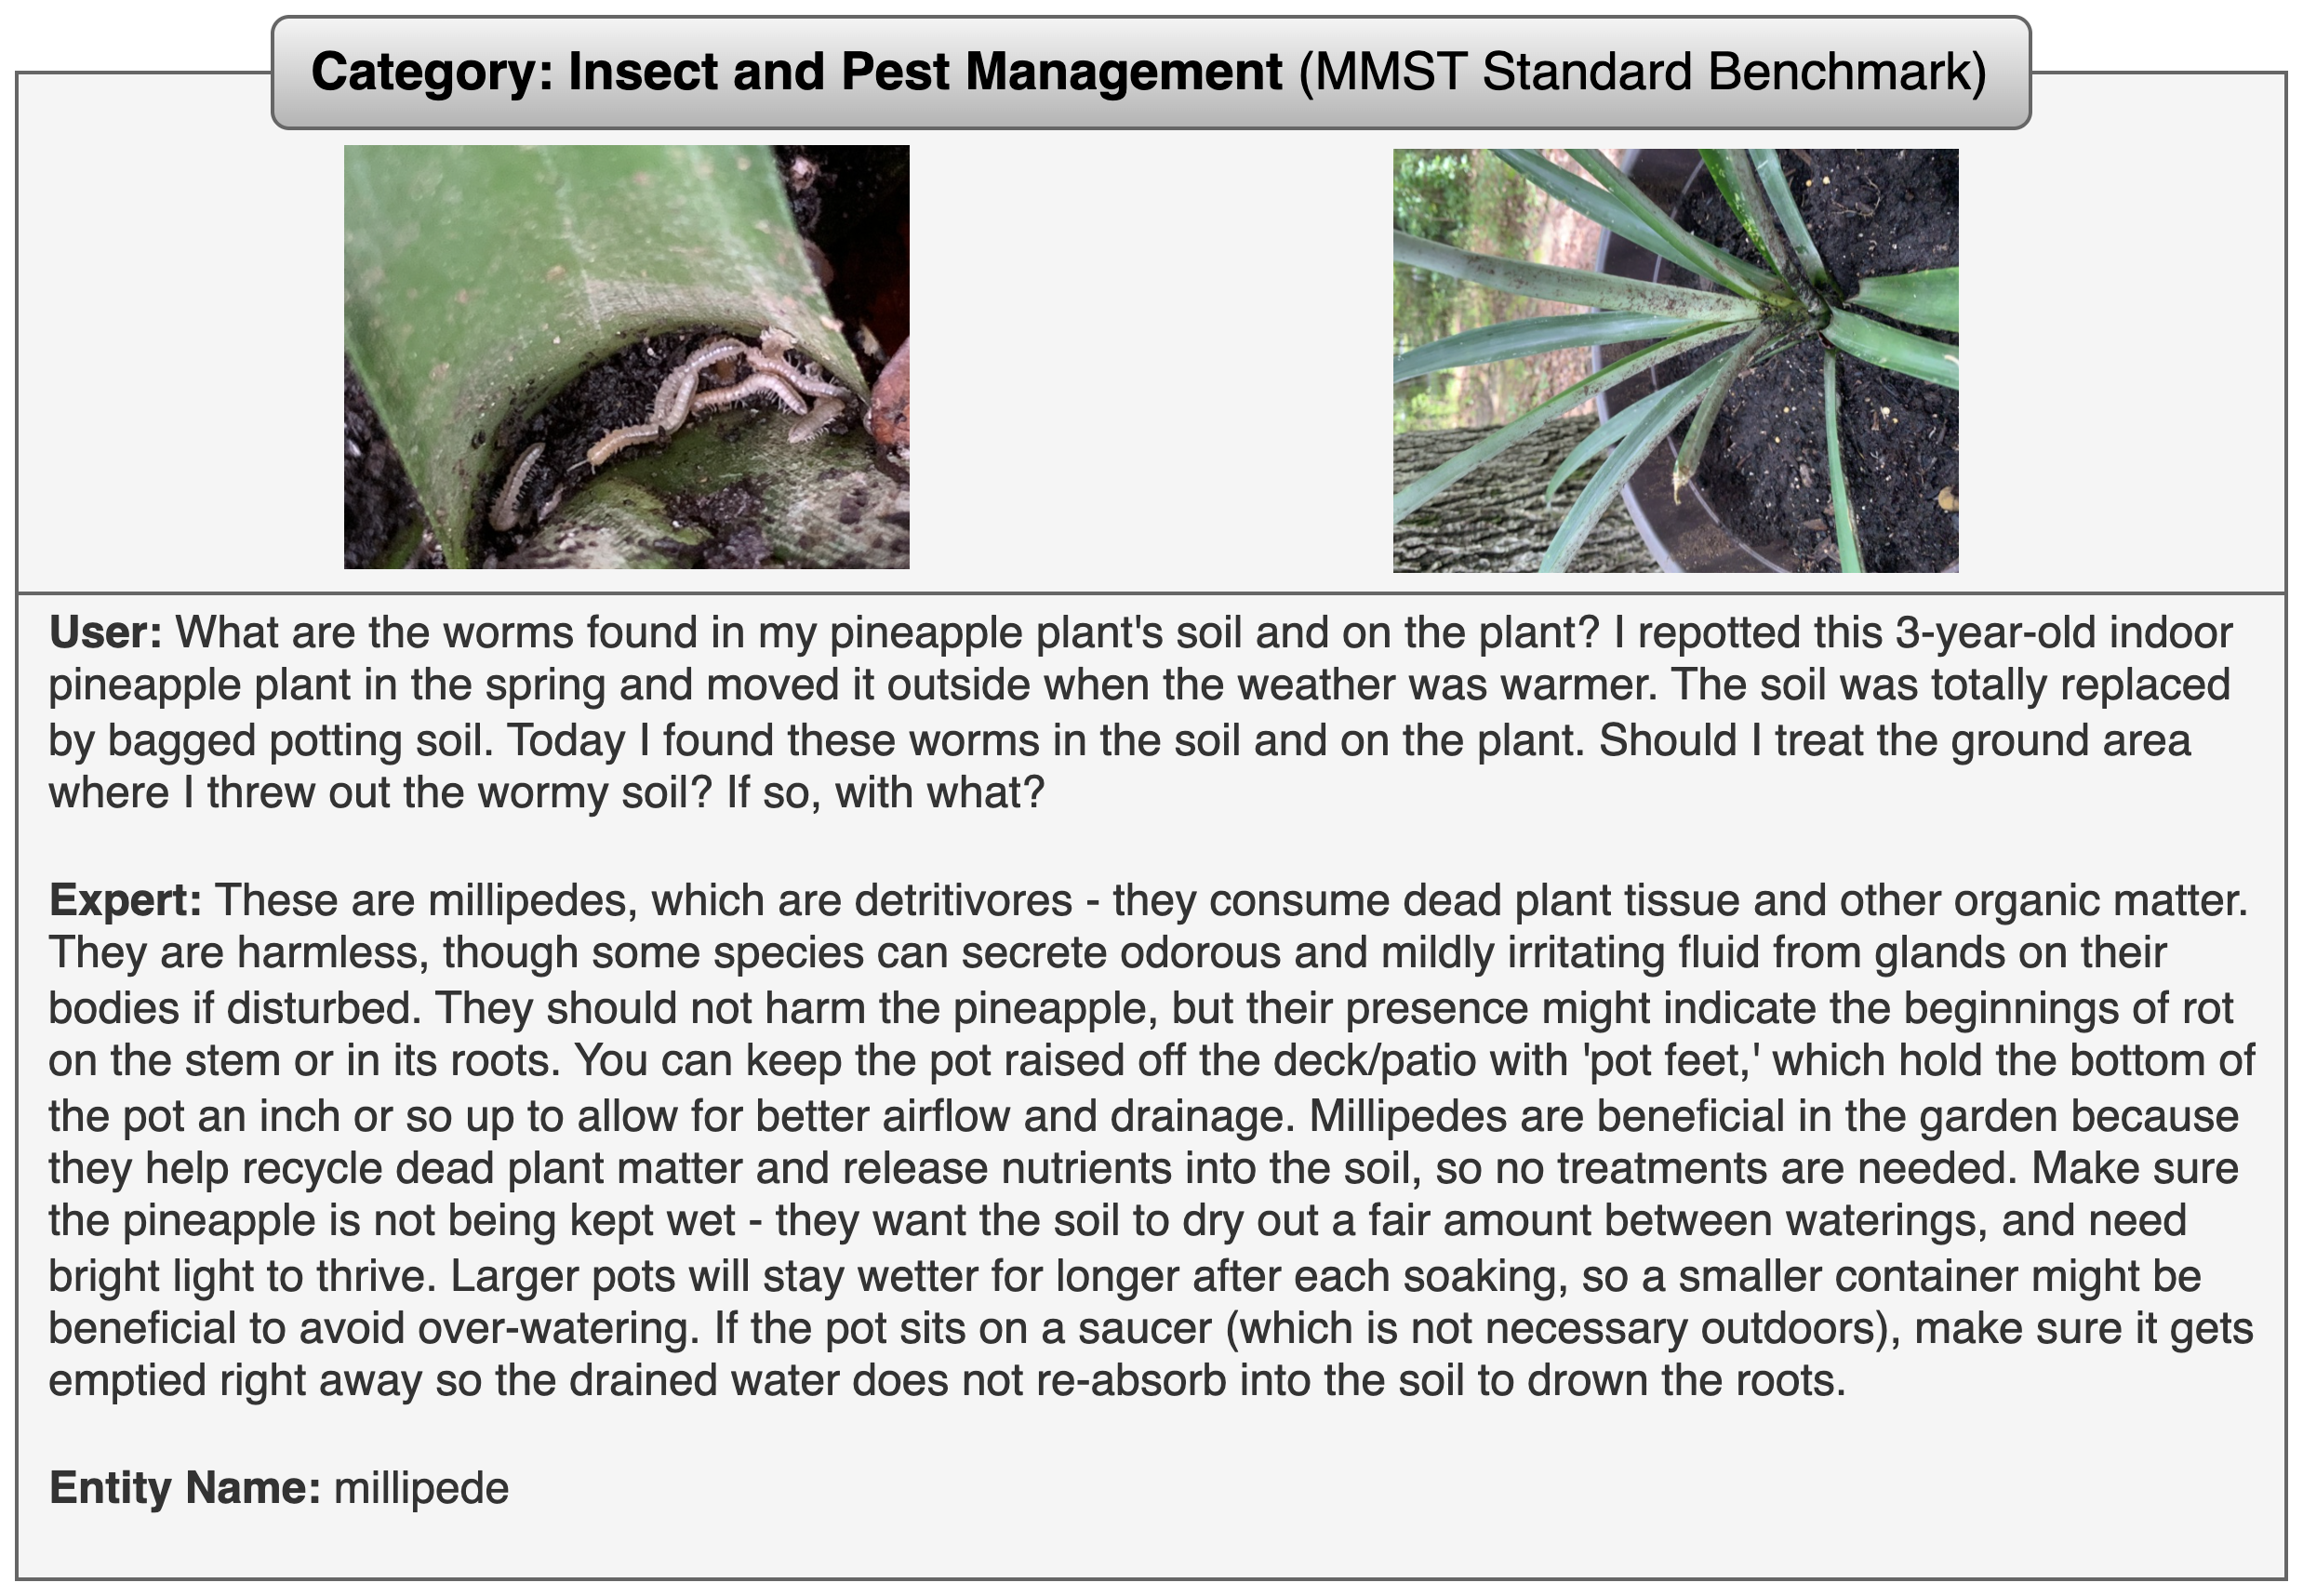 Category: Insect and Pest Management (MMST Standard Benchmark)
User: What are the worms found in my pineapple plant's soil and on the plant? I repotted this 3-year-old indoor
pineapple plant in the spring and moved it outside when the weather was warmer. The soil was totally replaced
by bagged potting soil. Today I found these worms in the soil and on the plant. Should I treat the ground area
where I threw out the wormy soil? If so, with what?
Expert: These are millipedes, which are detritivores - they consume dead plant tissue and other organic matter.
They are harmless, though some species can secrete odorous and mildly irritating fluid from glands on their
bodies if disturbed. They should not harm the pineapple, but their presence might indicate the beginnings of rot
on the stem or in its roots. You can keep the pot raised off the deck/patio with 'pot feet,' which hold the bottom of
the pot an inch or so up to allow for better airflow and drainage. Millipedes are beneficial in the garden because
they help recycle dead plant matter and release nutrients into the soil, so no treatments are needed. Make sure
the pineapple is not being kept wet - they want the soil to dry out a fair amount between waterings, and need
bright light to thrive. Larger pots will stay wetter for longer after each soaking, so a smaller container might be
beneficial to avoid over-watering. If the pot sits on a saucer (which is not necessary outdoors), make sure it gets
emptied right away so the drained water does not re-absorb into the soil to drown the roots.
Entity Name: millipede